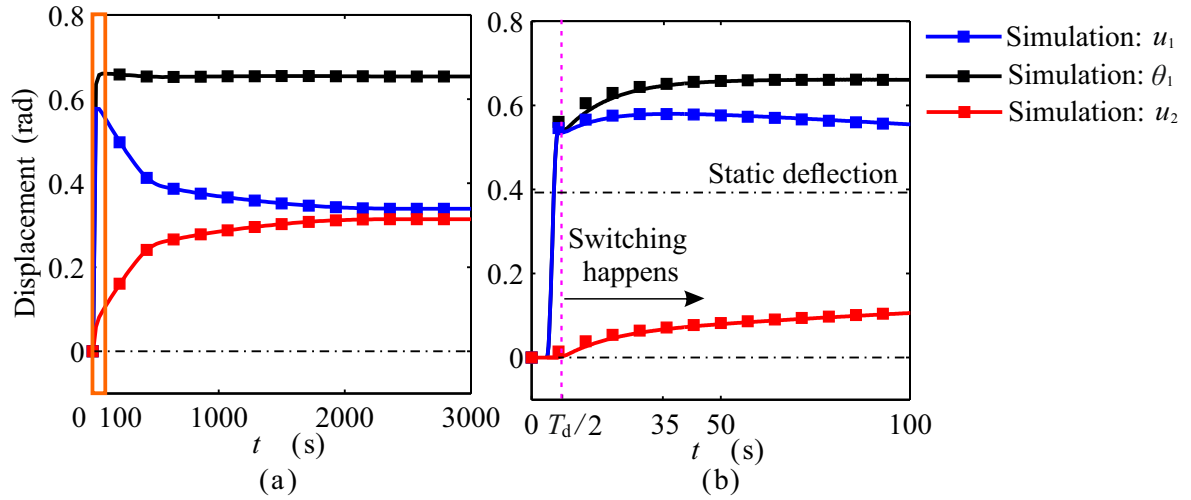 0.8
0.6
0.4
0.2
0
Displacement (rad)
0 100 1000 2000 3000
t (s)
(a)
0.8
0.6
0.4
0.2
0
Static deflection
Switching
happens
0 T_d/2 35 50 100
t (s)
(b)
Simulation: u₁
Simulation: θ₁
Simulation: u₂